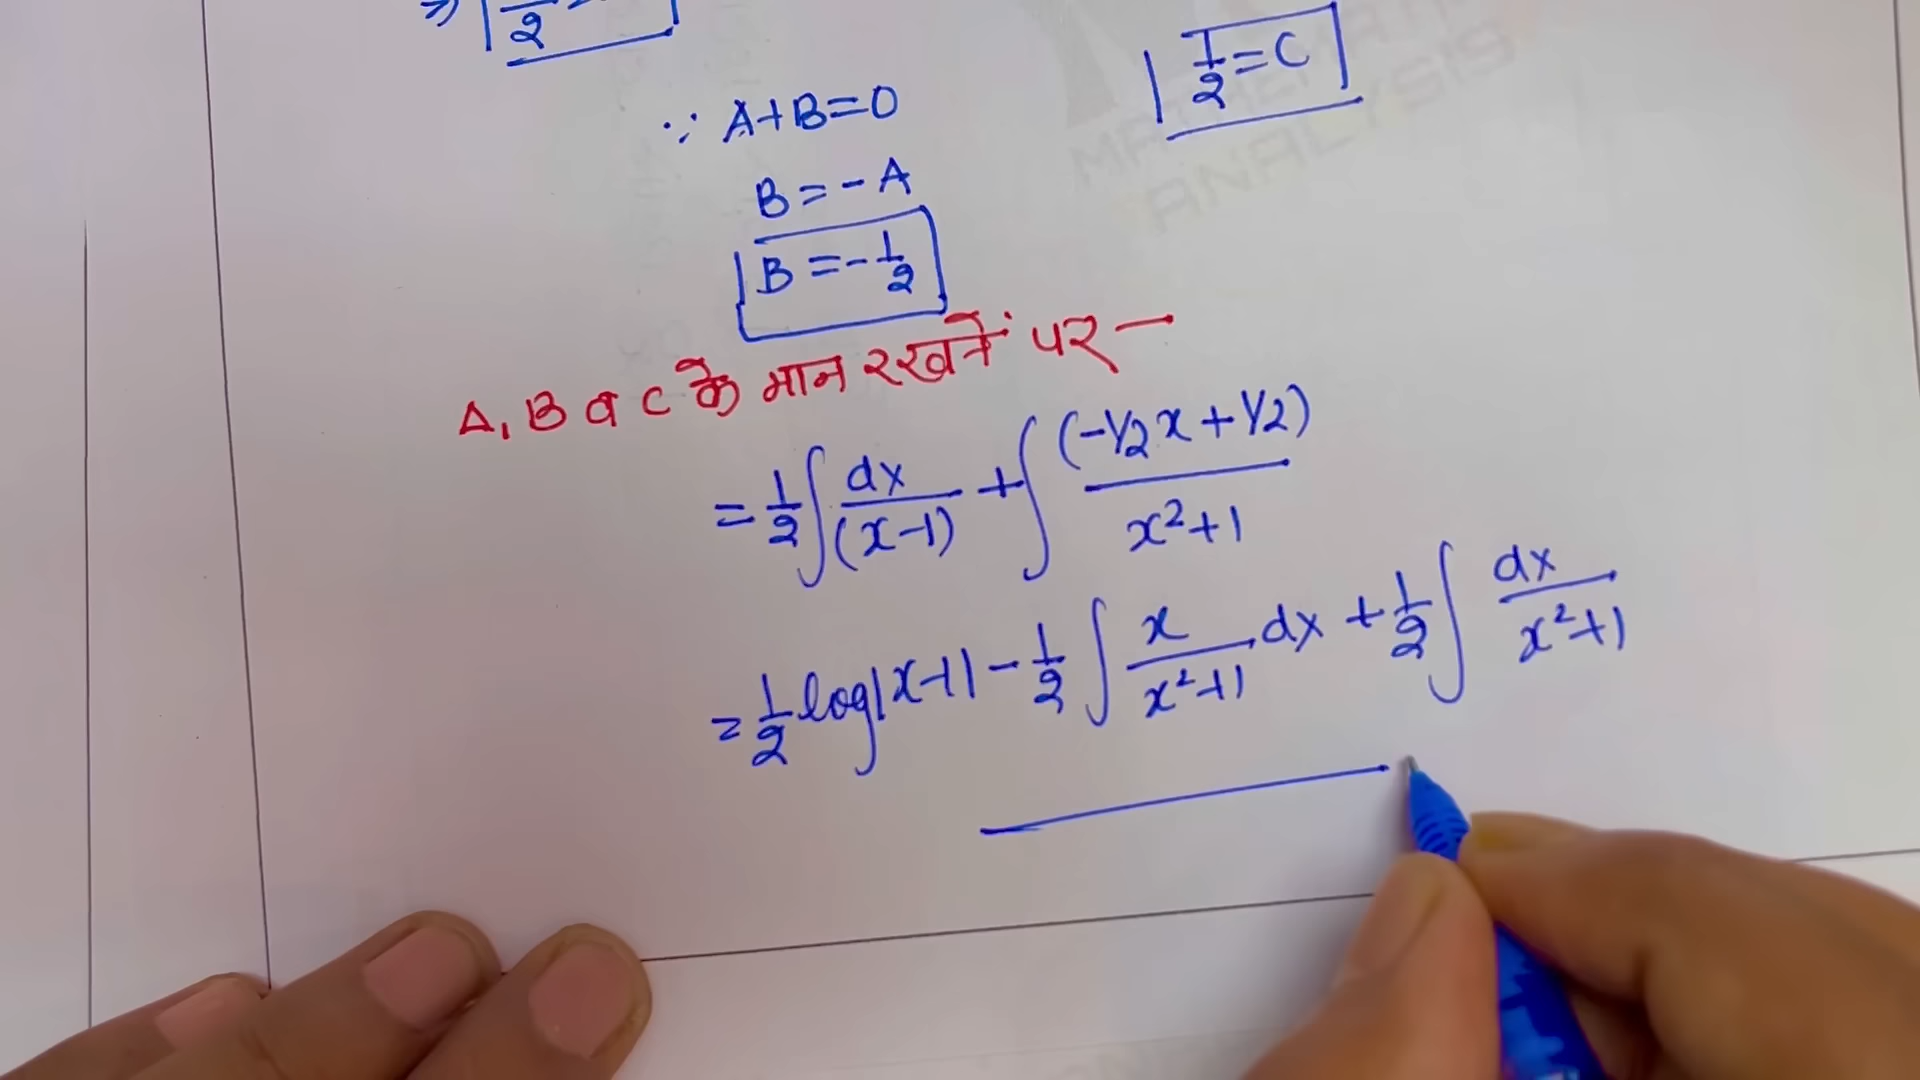 1/2 = C
∵ A+B=0
B = -A
B = -1/2
A, B व C के मान रखनें पर —
= 1/2 ∫ dx/(x-1) + ∫ (-1/2 x + 1/2)/(x²+1)
= 1/2 log|x-1| - 1/2 ∫ x/(x²+1) dx + 1/2 ∫ dx/(x²+1)
ANALYSIS